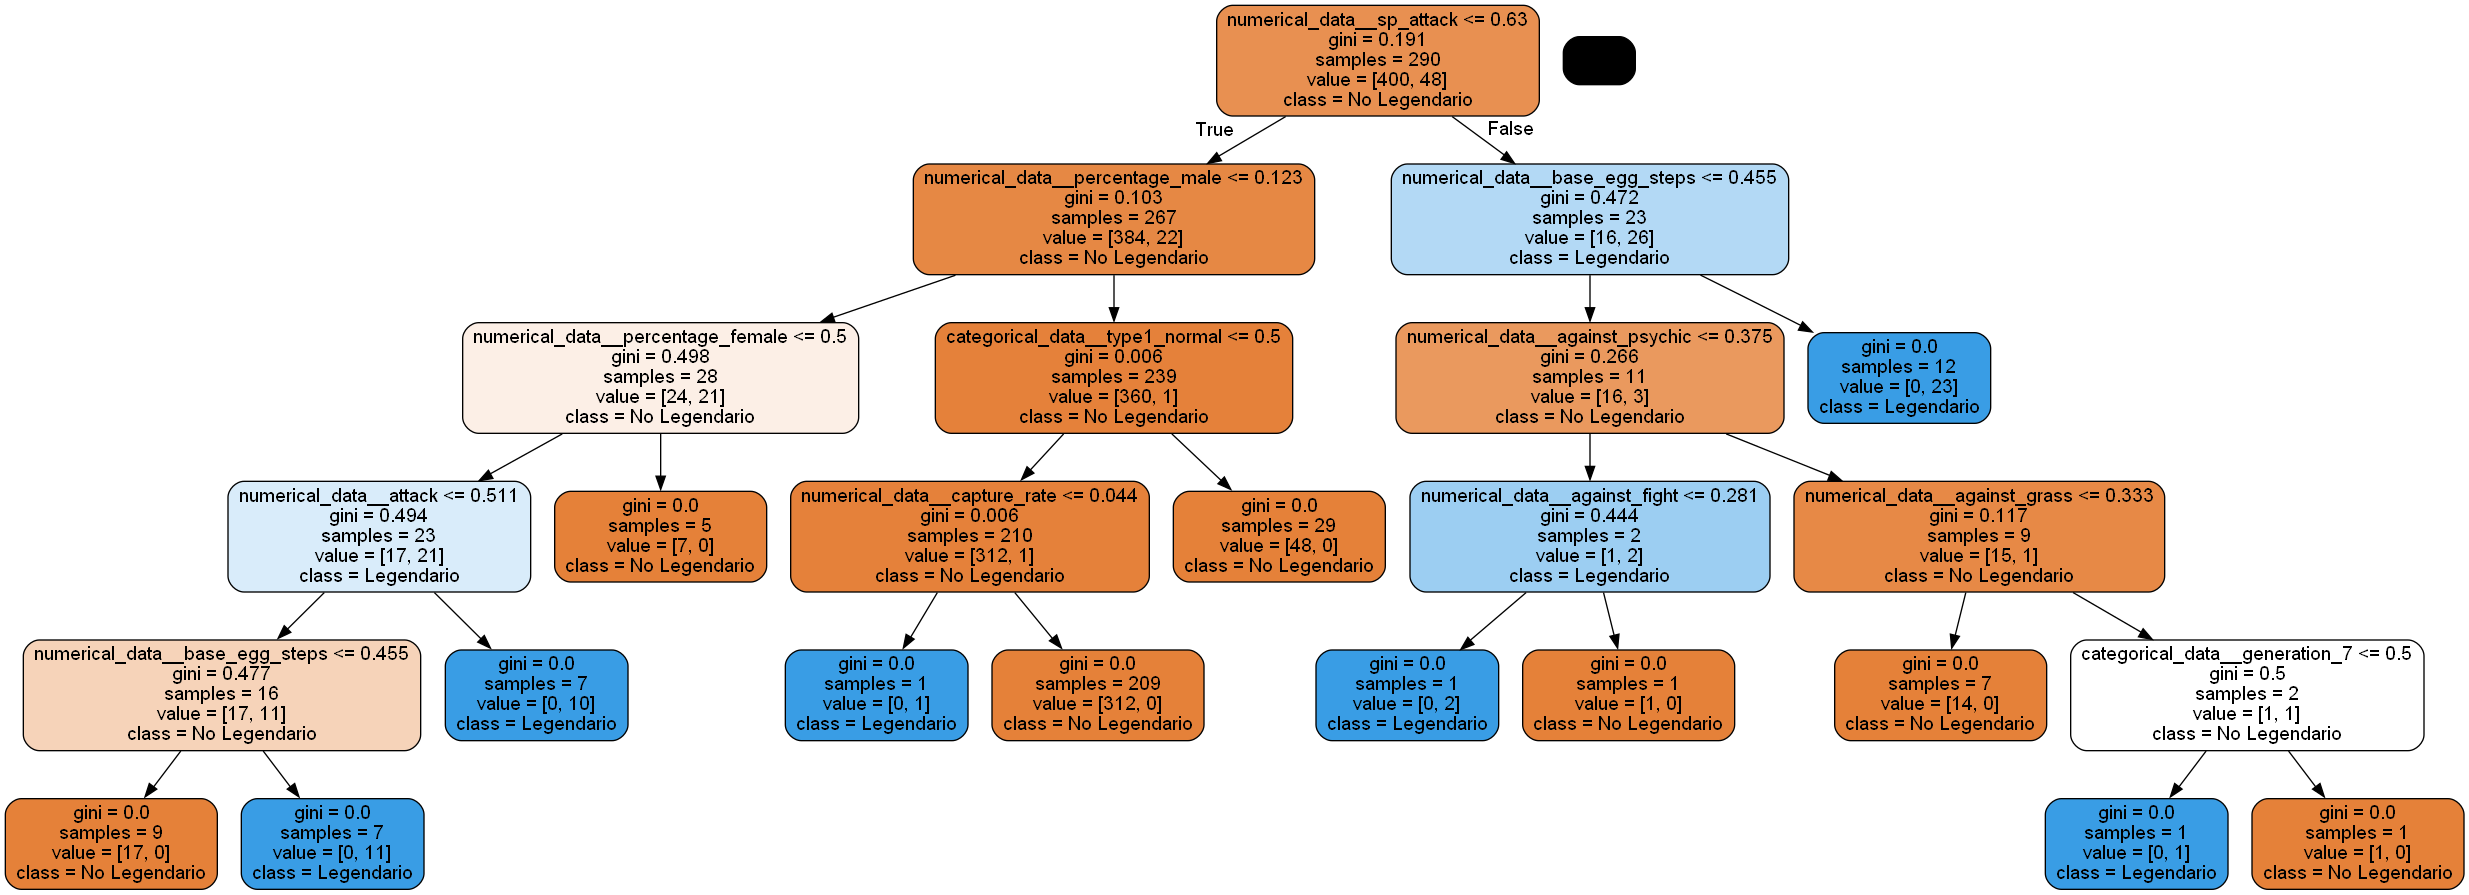 numerical_data__sp_attack <= 0.63
gini = 0.191
samples = 290
value = [400, 48]
class = No Legendario
True
False
numerical_data__percentage_male <= 0.123
gini = 0.103
samples = 267
value = [384, 22]
class = No Legendario
numerical_data__base_egg_steps <= 0.455
gini = 0.472
samples = 23
value = [16, 26]
class = Legendario
numerical_data__percentage_female <= 0.5
gini = 0.498
samples = 28
value = [24, 21]
class = No Legendario
categorical_data__type1_normal <= 0.5
gini = 0.006
samples = 239
value = [360, 1]
class = No Legendario
numerical_data__against_psychic <= 0.375
gini = 0.266
samples = 11
value = [16, 3]
class = No Legendario
gini = 0.0
samples = 12
value = [0, 23]
class = Legendario
numerical_data__attack <= 0.511
gini = 0.494
samples = 23
value = [17, 21]
class = Legendario
gini = 0.0
samples = 5
value = [7, 0]
class = No Legendario
numerical_data__capture_rate <= 0.044
gini = 0.006
samples = 210
value = [312, 1]
class = No Legendario
gini = 0.0
samples = 29
value = [48, 0]
class = No Legendario
numerical_data__against_fight <= 0.281
gini = 0.444
samples = 2
value = [1, 2]
class = Legendario
numerical_data__against_grass <= 0.333
gini = 0.117
samples = 9
value = [15, 1]
class = No Legendario
numerical_data__base_egg_steps <= 0.455
gini = 0.477
samples = 16
value = [17, 11]
class = No Legendario
gini = 0.0
samples = 7
value = [0, 10]
class = Legendario
gini = 0.0
samples = 1
value = [0, 1]
class = Legendario
gini = 0.0
samples = 209
value = [312, 0]
class = No Legendario
gini = 0.0
samples = 1
value = [0, 2]
class = Legendario
gini = 0.0
samples = 1
value = [1, 0]
class = No Legendario
gini = 0.0
samples = 7
value = [14, 0]
class = No Legendario
categorical_data__generation_7 <= 0.5
gini = 0.5
samples = 2
value = [1, 1]
class = No Legendario
gini = 0.0
samples = 9
value = [17, 0]
class = No Legendario
gini = 0.0
samples = 7
value = [0, 11]
class = Legendario
gini = 0.0
samples = 1
value = [0, 1]
class = Legendario
gini = 0.0
samples = 1
value = [1, 0]
class = No Legendario